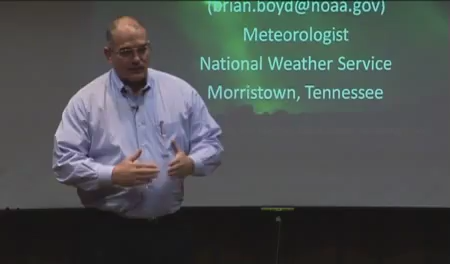 (brian.boyd@noaa.gov)
Meteorologist
National Weather Service
Morristown, Tennessee